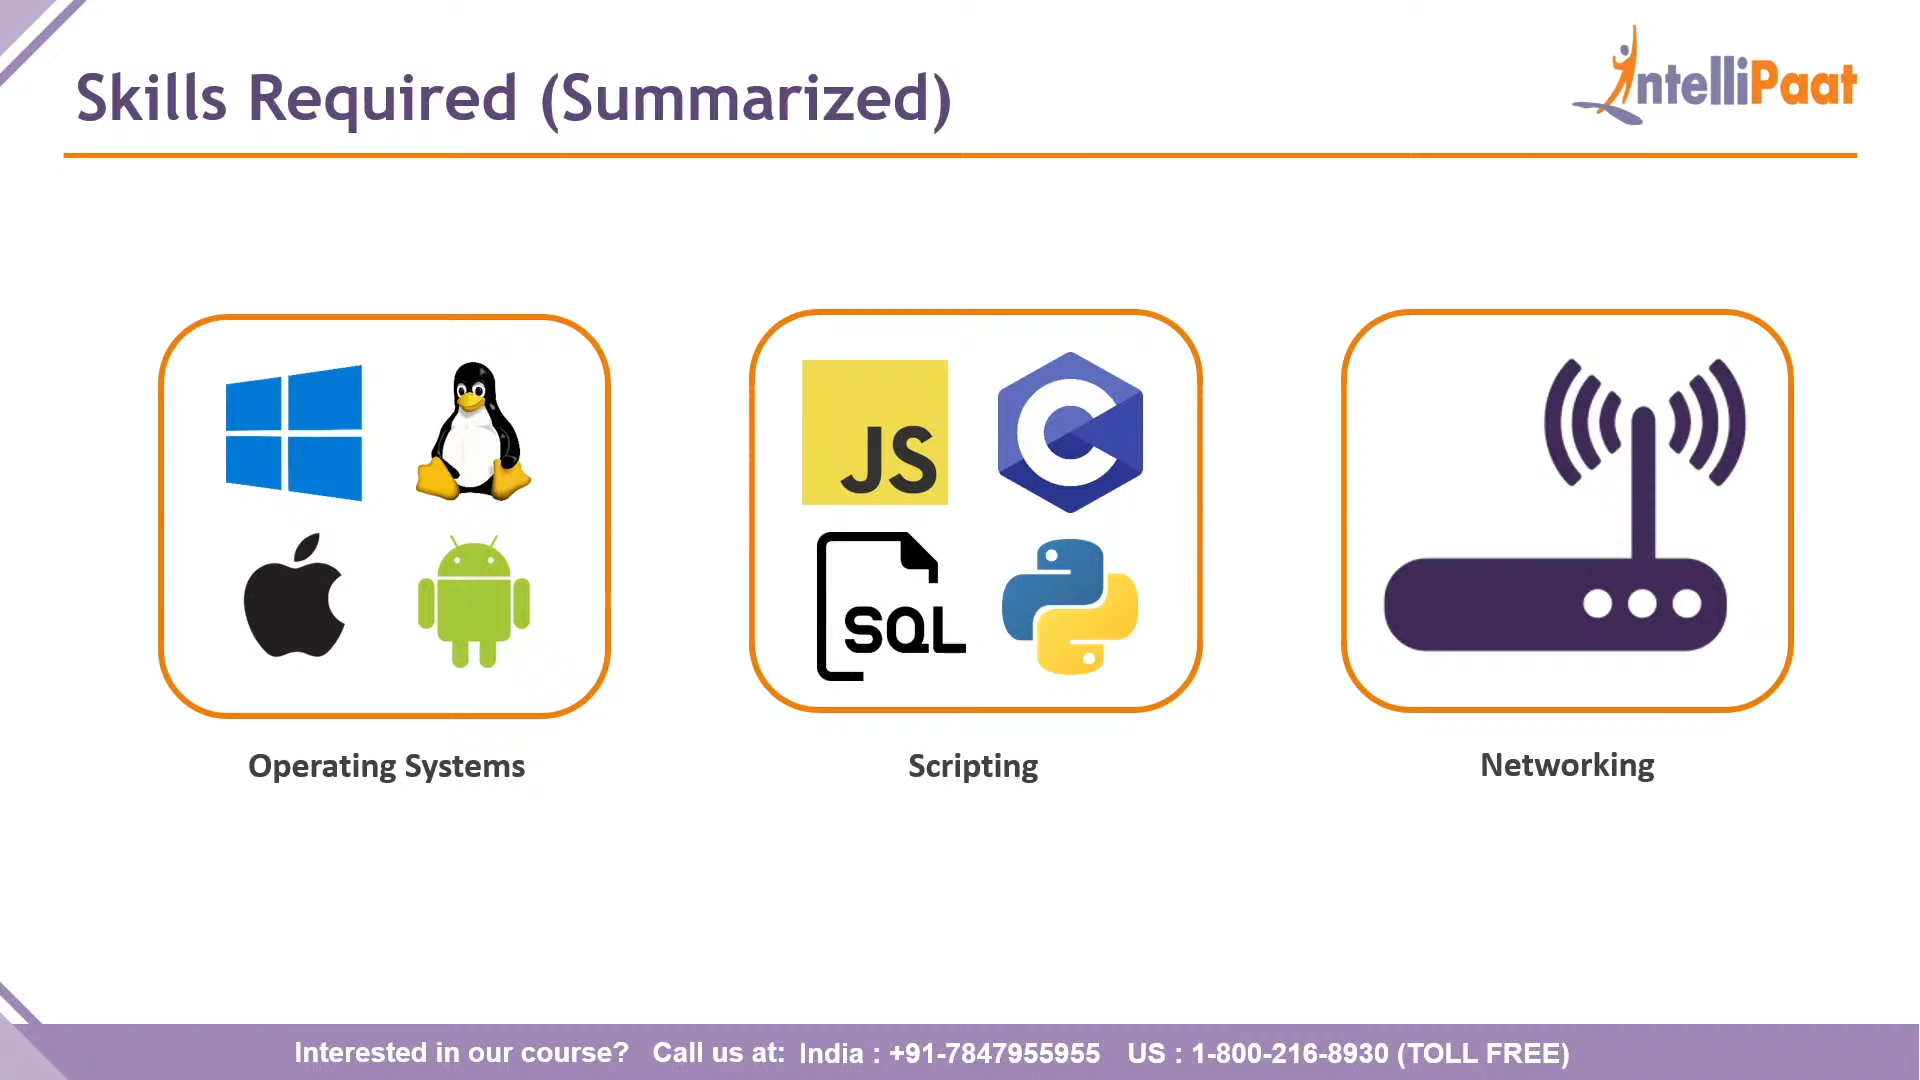 Skills Required (Summarized)
IntelliPaat
JS
C
SQL
Operating Systems
Scripting
Networking
Interested in our course? Call us at: India : +91-7847955955 US : 1-800-216-8930 (TOLL FREE)